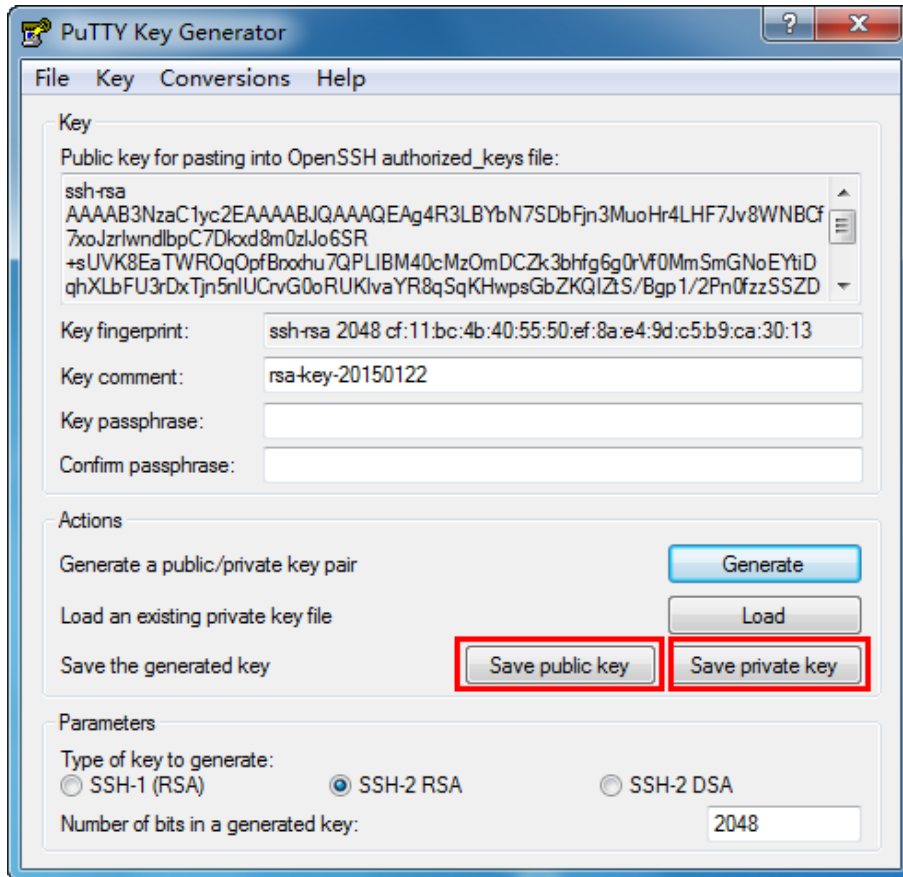 PuTTY Key Generator
File Key Conversions Help
Key
Public key for pasting into OpenSSH authorized_keys file:
ssh-rsa
AAAAB3NzaC1yc2EAAAABJQAAAQEAg4R3LBYbN7SDbFjn3MuoHr4LHF7Jv8WNBCf
7xoJzrlwndlbpC7Dkxd8m0zlJo6SR
+sUVK8EaTWROqOpfBrxxhu7QPLIBM40cMzOmDCZk3bhfg6g0rVf0MmSmGNoEYtiD
qhXLbFU3rDxTjn5nlUCrvG0oRUKIvaYR8qSqKHwpsGbZKQIZtS/Bgp1/2Pn0fzzSSZD
Key fingerprint: ssh-rsa 2048 cf:11:bc:4b:40:55:50:ef:8a:e4:9d:c5:b9:ca:30:13
Key comment: rsa-key-20150122
Key passphrase:
Confirm passphrase:
Actions
Generate a public/private key pair Generate
Load an existing private key file Load
Save the generated key Save public key Save private key
Parameters
Type of key to generate:
SSH-1 (RSA) SSH-2 RSA SSH-2 DSA
Number of bits in a generated key: 2048